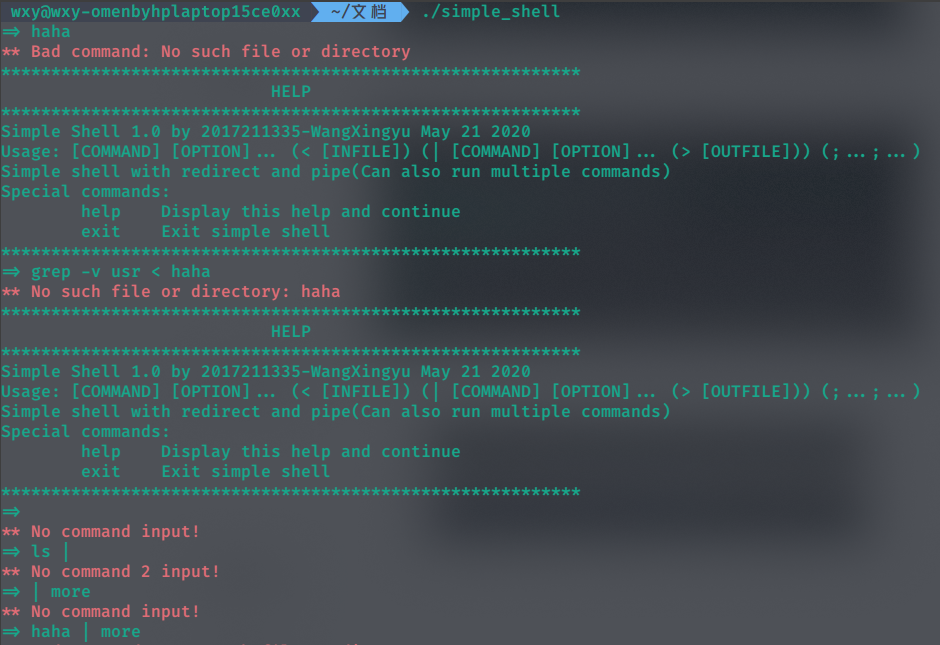 wxy@wxy-omenbyhplaptop15ce0xx ~/文档 ./simple_shell
=> haha
** Bad command: No such file or directory
**********************************************************
HELP
**********************************************************
Simple Shell 1.0 by 2017211335-WangXingyu May 21 2020
Usage: [COMMAND] [OPTION]... (< [INFILE]) (| [COMMAND] [OPTION]... (> [OUTFILE])) (;...;...)
Simple shell with redirect and pipe(Can also run multiple commands)
Special commands:
help    Display this help and continue
exit    Exit simple shell
**********************************************************
=> grep -v usr < haha
** No such file or directory: haha
**********************************************************
HELP
**********************************************************
Simple Shell 1.0 by 2017211335-WangXingyu May 21 2020
Usage: [COMMAND] [OPTION]... (< [INFILE]) (| [COMMAND] [OPTION]... (> [OUTFILE])) (;...;...)
Simple shell with redirect and pipe(Can also run multiple commands)
Special commands:
help    Display this help and continue
exit    Exit simple shell
**********************************************************
=>
** No command input!
=> ls |
** No command 2 input!
=> | more
** No command input!
=> haha | more